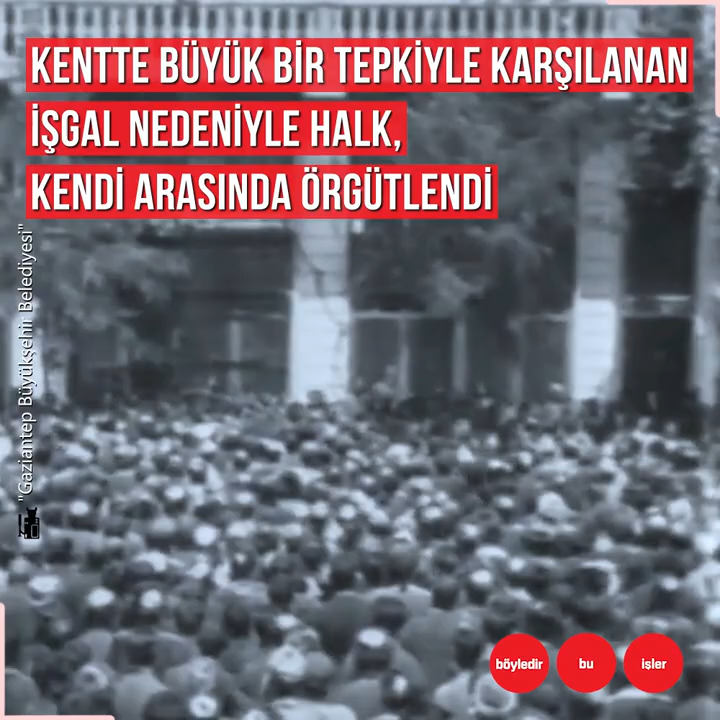 KENTTE BÜYÜK BİR TEPKİYLE KARŞILANAN
İŞGAL NEDENİYLE HALK,
KENDİ ARASINDA ÖRGÜTLENDİ
"Gaziantep Büyükşehir Belediyesi"
böyledir
bu
işler